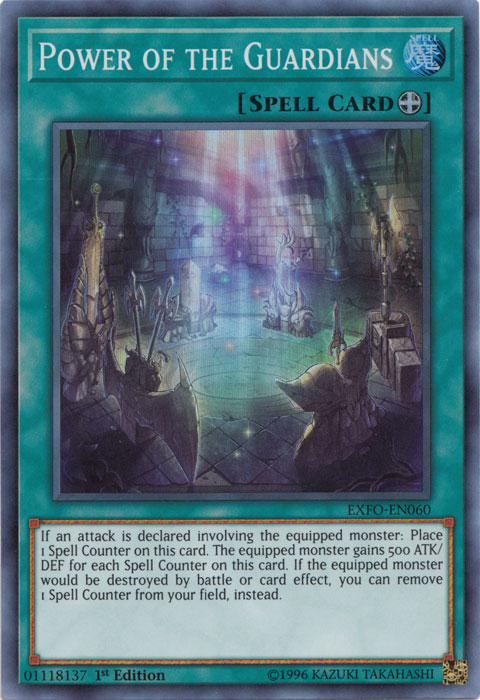 POWER OF THE GUARDIANS
SPELL
魔
[SPELL CARD]
EXFO-EN060
If an attack is declared involving the equipped monster: Place
1 Spell Counter on this card. The equipped monster gains 500 ATK/
DEF for each Spell Counter on this card. If the equipped monster
would be destroyed by battle or card effect, you can remove
1 Spell Counter from your field, instead.
01118137 1st Edition ©1996 KAZUKI TAKAHASHI